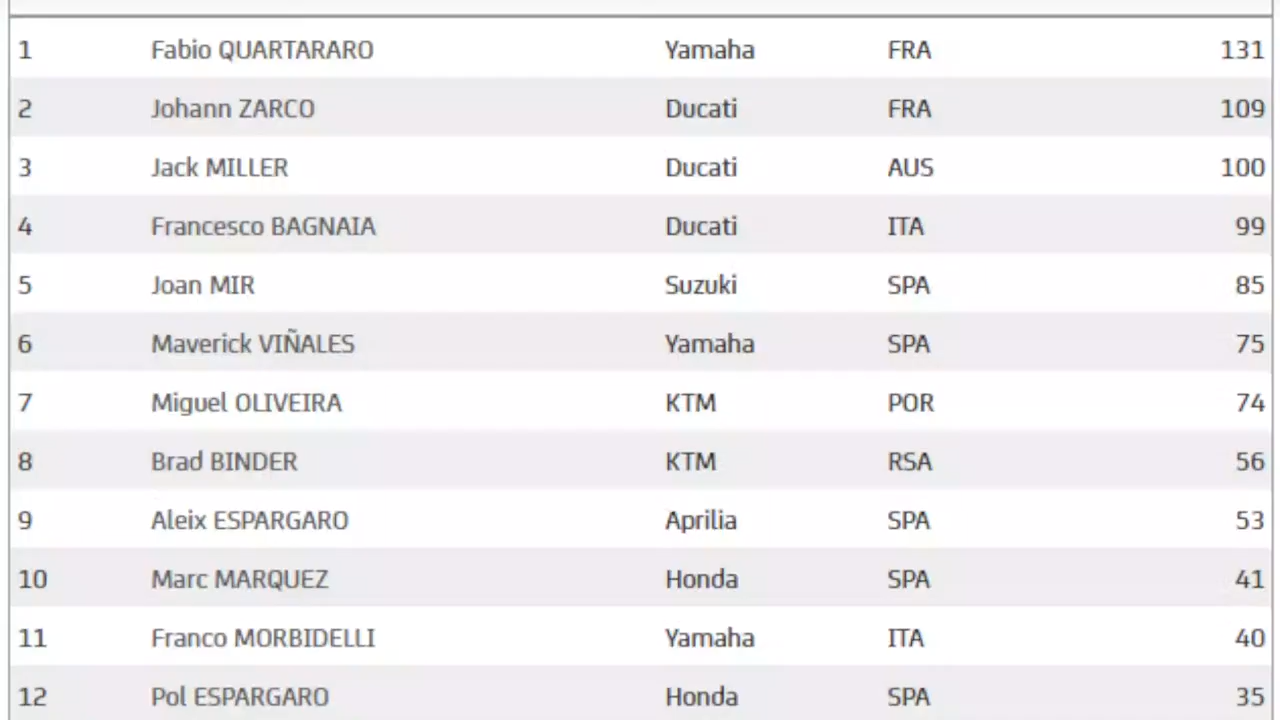 1 Fabio QUARTARARO Yamaha FRA 131
2 Johann ZARCO Ducati FRA 109
3 Jack MILLER Ducati AUS 100
4 Francesco BAGNAIA Ducati ITA 99
5 Joan MIR Suzuki SPA 85
6 Maverick VIÑALES Yamaha SPA 75
7 Miguel OLIVEIRA KTM POR 74
8 Brad BINDER KTM RSA 56
9 Aleix ESPARGARO Aprilia SPA 53
10 Marc MARQUEZ Honda SPA 41
11 Franco MORBIDELLI Yamaha ITA 40
12 Pol ESPARGARO Honda SPA 35